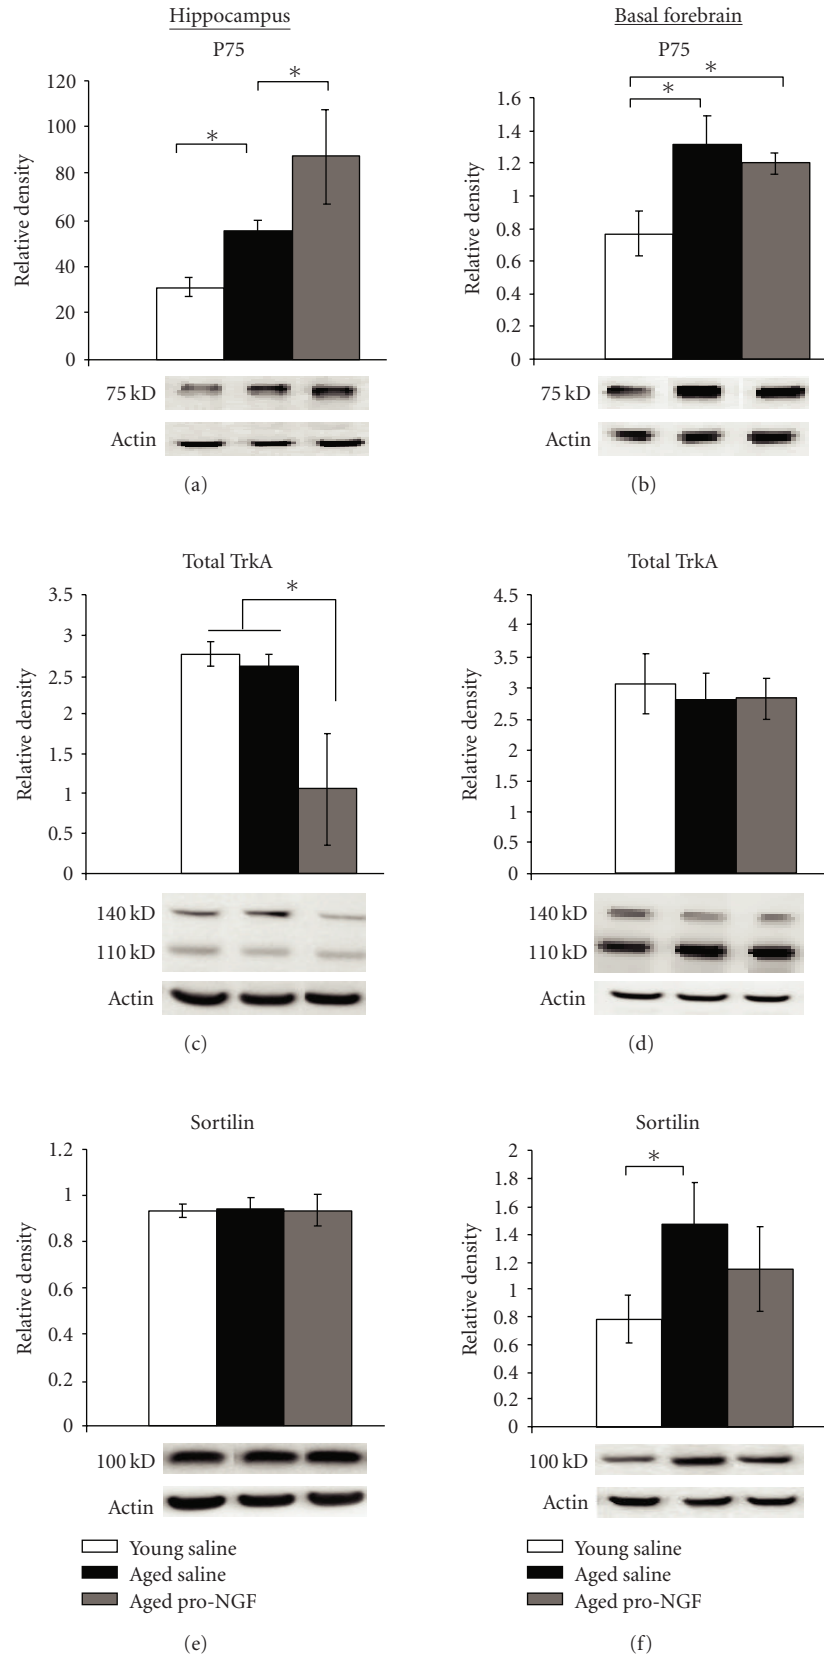 Hippocampus
P75
120
100
80
60
40
20
0
Relative density
*
*
75 kD
Actin
(a)
Basal forebrain
P75
1.6
1.4
1.2
1
0.8
0.6
0.4
0.2
0
Relative density
*
*
75 kD
Actin
(b)
Total TrkA
3.5
3
2.5
2
1.5
1
0.5
0
Relative density
*
140 kD
110 kD
Actin
(c)
Total TrkA
4.5
4
3.5
3
2.5
2
1.5
1
0.5
0
Relative density
140 kD
110 kD
Actin
(d)
Sortilin
1.2
1
0.8
0.6
0.4
0.2
0
Relative density
100 kD
Actin
Young saline
Aged saline
Aged pro-NGF
(e)
Sortilin
2
1.8
1.6
1.4
1.2
1
0.8
0.6
0.4
0.2
0
Relative density
*
100 kD
Actin
Young saline
Aged saline
Aged pro-NGF
(f)